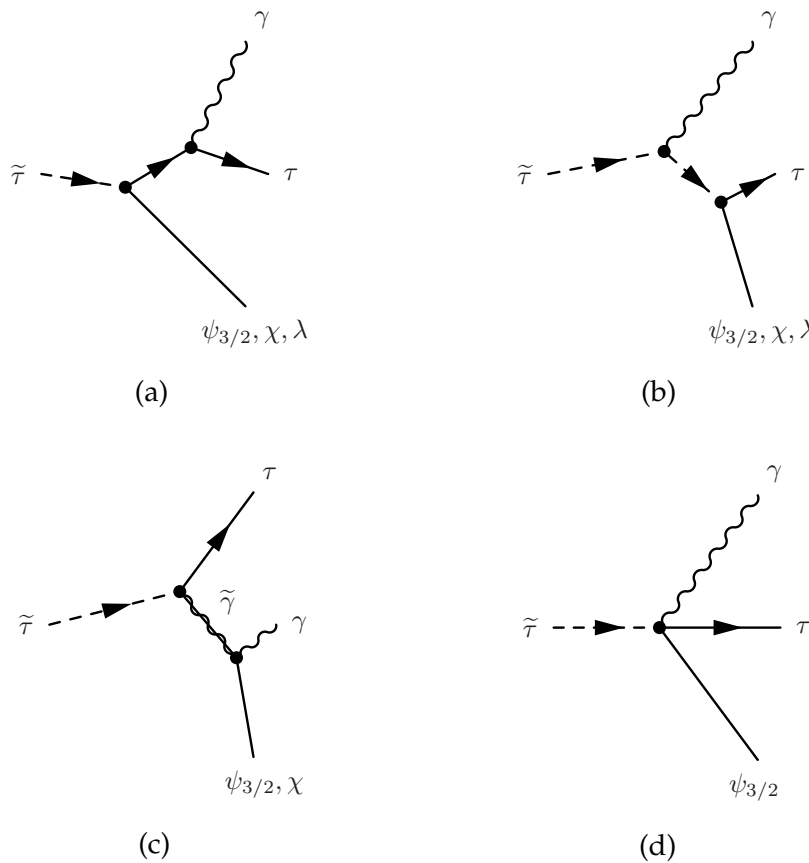 γ
γ
τ̃
τ
τ̃
τ
ψ3/2, χ, λ
ψ3/2, χ, λ
(a)
(b)
τ
γ
γ̃
γ
τ̃
τ̃
τ
ψ3/2, χ
ψ3/2
(c)
(d)